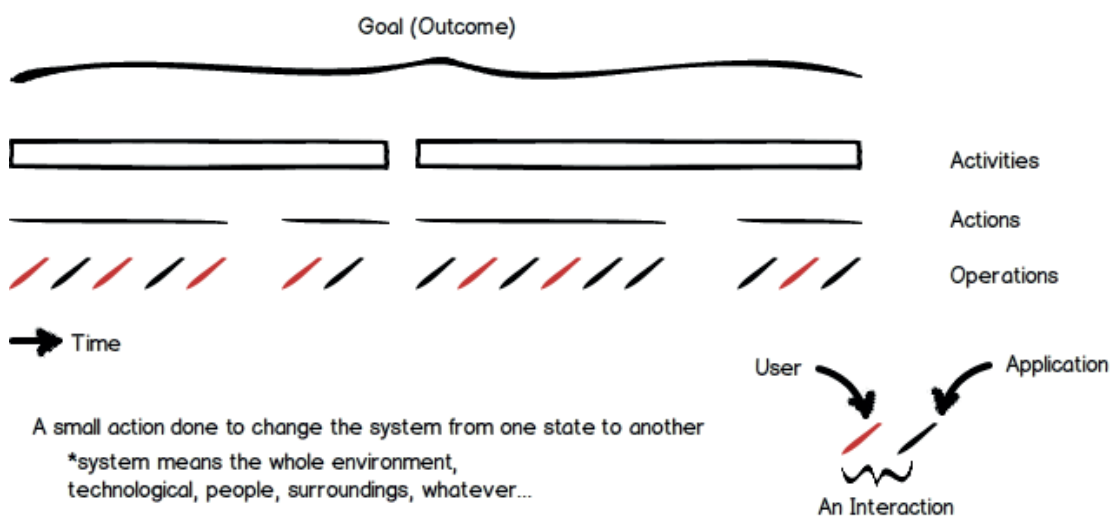 Goal (Outcome)
Activities
Actions
Operations
Time
User
Application
A small action done to change the system from one state to another
*system means the whole environment,
technological, people, surroundings, whatever...
An Interaction